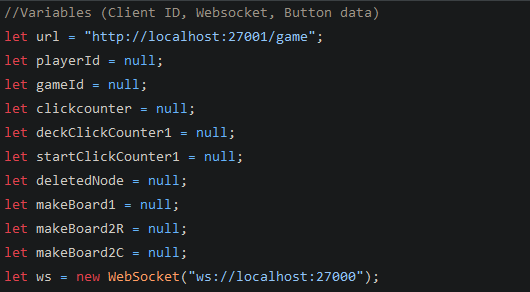 //Variables (Client ID, Websocket, Button data)
let url = "http://localhost:27001/game";
let playerId = null;
let gameId = null;
let clickcounter = null;
let deckClickCounter1 = null;
let startClickCounter1 = null;
let deletedNode = null;
let makeBoard1 = null;
let makeBoard2R = null;
let makeBoard2C = null;
let ws = new WebSocket("ws://localhost:27000");